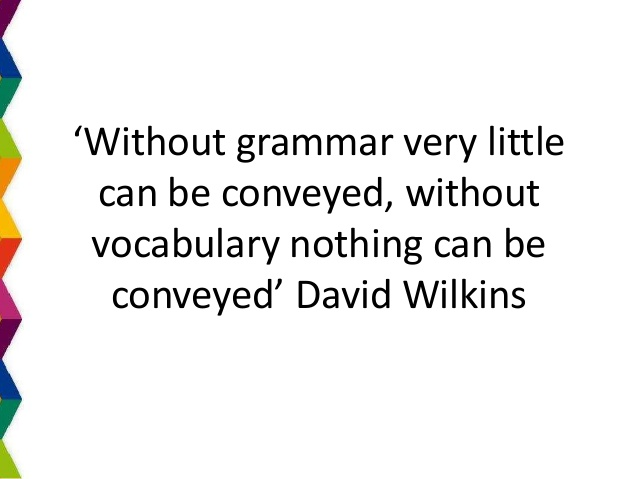 ‘Without grammar very little
can be conveyed, without
vocabulary nothing can be
conveyed’ David Wilkins